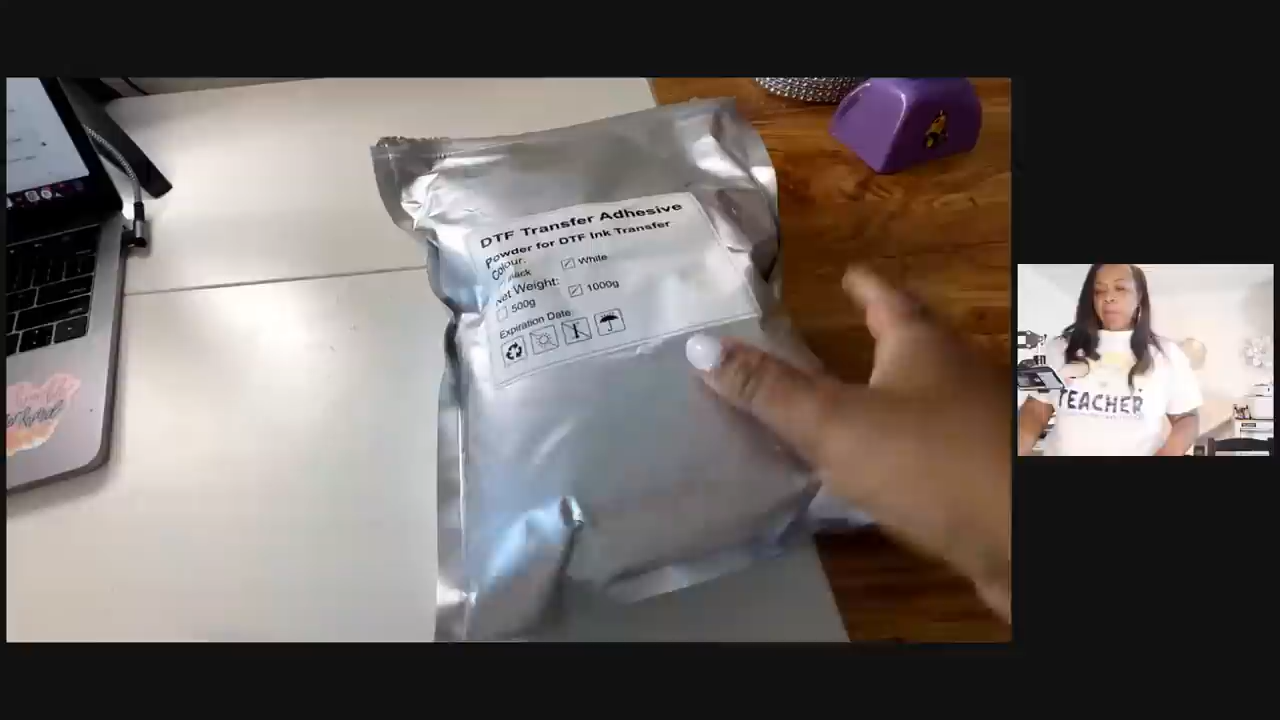 DTF Transfer Adhesive
Powder for DTF Ink Transfer
Colour:
Black White
Net Weight:
500g 1000g
Expiration Date
TEACHER